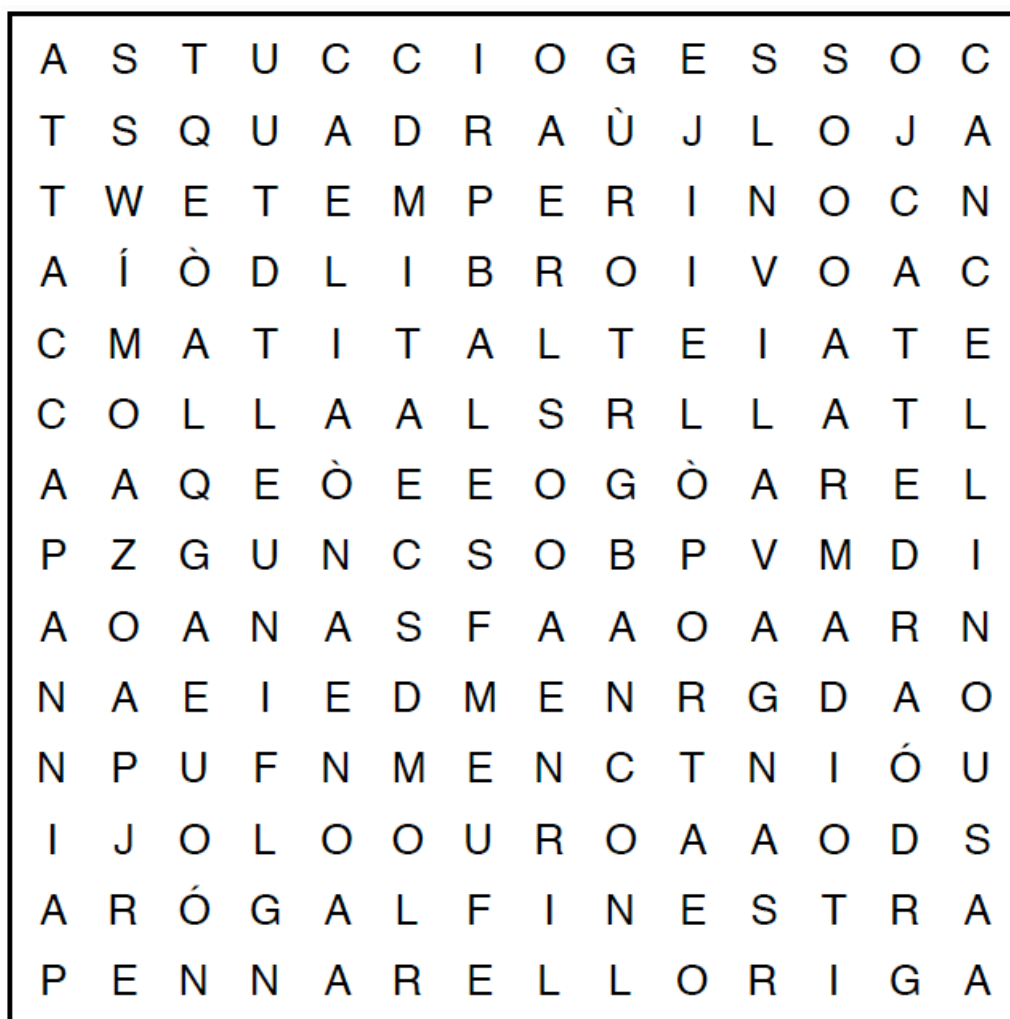 A S T U C C I O G E S S O C
T S Q U A D R A Ù J L O J A
T W E T E M P E R I N O C N
A Í Ò D L I B R O I V O A C
C M A T I T A L T E I A T E
C O L L A A L S R L L A T L
A A Q E Ò E E O G Ò A R E L
P Z G U N C S O B P V M D I
A O A N A S F A A O A A R N
N A E I E D M E N R G D A O
N P U F N M E N C T N I Ó U
I J O L O O U R O A A O D S
A R Ó G A L F I N E S T R A
P E N N A R E L L O R I G A